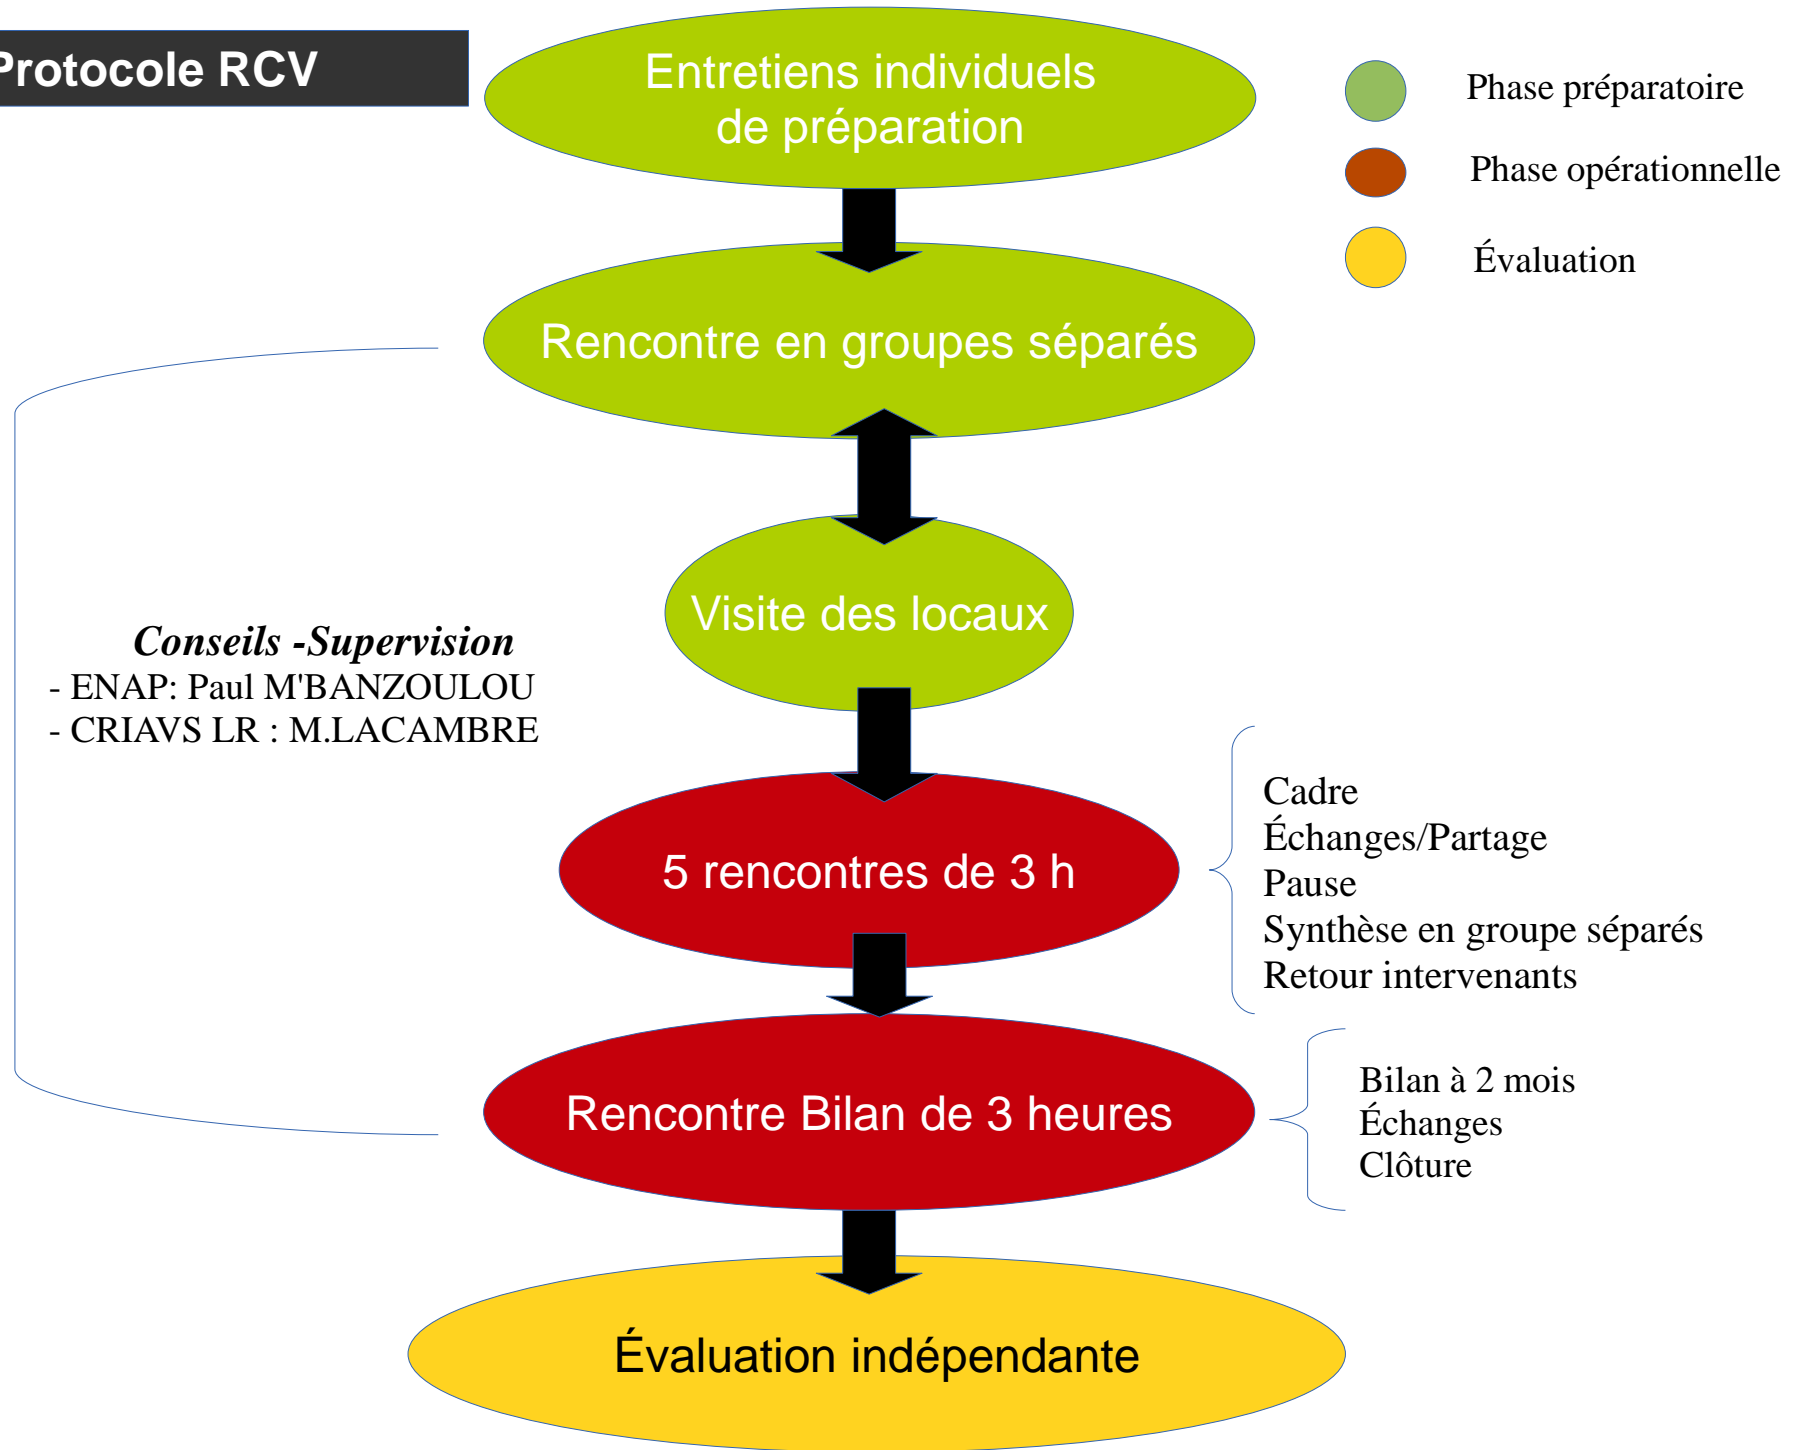 Protocole RCV
Entretiens individuels
de préparation
Phase préparatoire
Phase opérationnelle
Évaluation
Rencontre en groupes séparés
Visite des locaux
Conseils -Supervision
- ENAP: Paul M'BANZOULOU
- CRIAVS LR : M.LACAMBRE
5 rencontres de 3 h
Cadre
Échanges/Partage
Pause
Synthèse en groupe séparés
Retour intervenants
Rencontre Bilan de 3 heures
Bilan à 2 mois
Échanges
Clôture
Évaluation indépendante